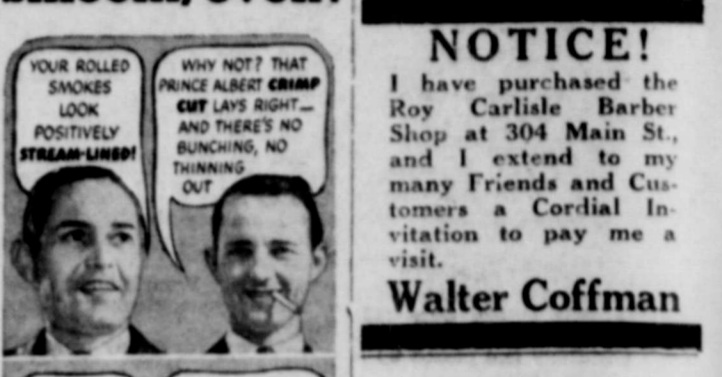 YOUR ROLLED
SMOKES
LOOK
POSITIVELY
STREAM-LINED!
WHY NOT? THAT
PRINCE ALBERT CRIMP
CUT LAYS RIGHT—
AND THERE'S NO
BUNCHING, NO
THINNING
OUT
NOTICE!
I have purchased the
Roy Carlisle Barber
Shop at 304 Main St.,
and I extend to my
many Friends and Cus-
tomers a Cordial In-
vitation to pay me a
visit.
Walter Coffman